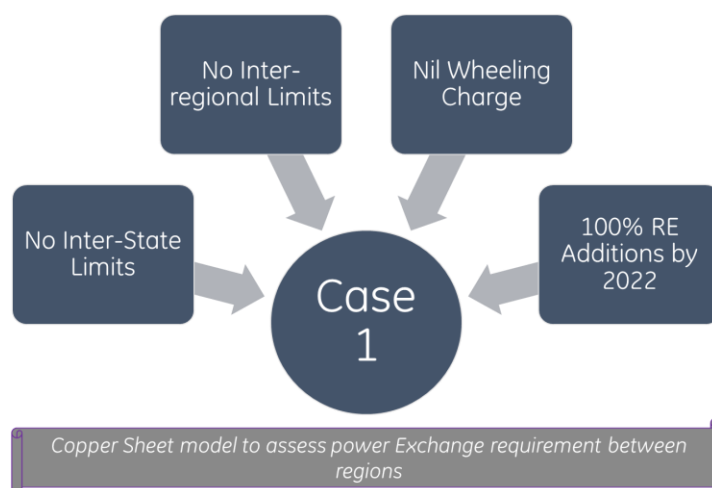 No Inter-
regional Limits
Nil Wheeling
Charge
No Inter-State
Limits
100% RE
Additions by
2022
Case
1
Copper Sheet model to assess power Exchange requirement between
regions